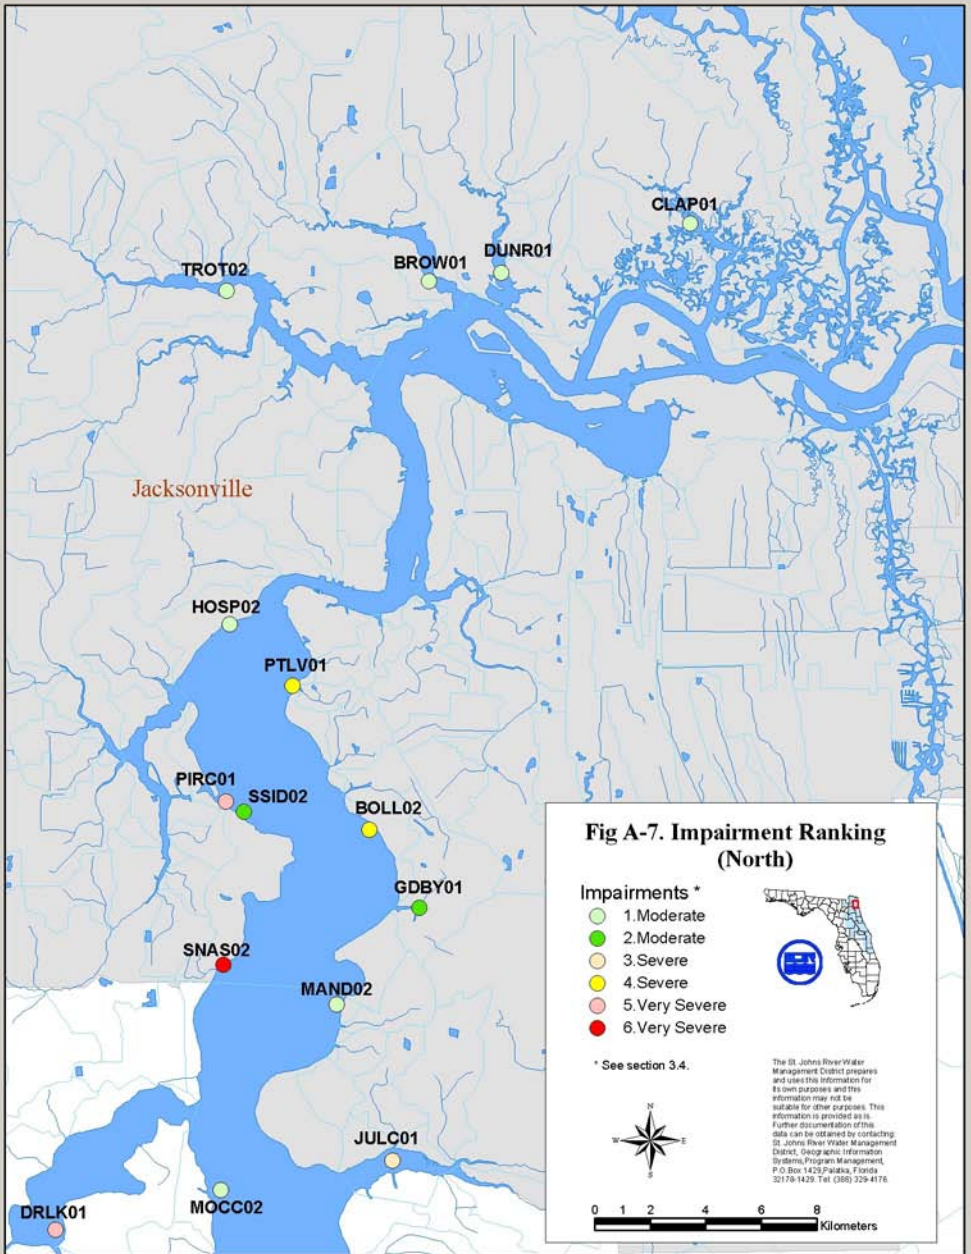 CLAP01
DUNR01
BROW01
TROT02
Jacksonville
HOSP02
PTLV01
PIRC01
SSID02
BOLL02
GDBY01
SNAS02
MAND02
JULC01
MOCC02
DRLK01
Fig A-7. Impairment Ranking
(North)
Impairments *
1.Moderate
2.Moderate
3.Severe
4.Severe
5.Very Severe
6.Very Severe
* See section 3.4.
The St. Johns River Water
Management District prepares
and uses this information for
its own purposes and this
information may not be
suitable for other purposes. This
information is provided as is.
Further documentation of this
data can be obtained by contacting:
St. Johns River Water Management
District, Geographic Information
Systems, Program Management,
P.O.Box 1429,Palatka, Florida
32178-1429. Tel: (386) 329-4176.
N
W E
S
0 1 2 4 6 8
Kilometers